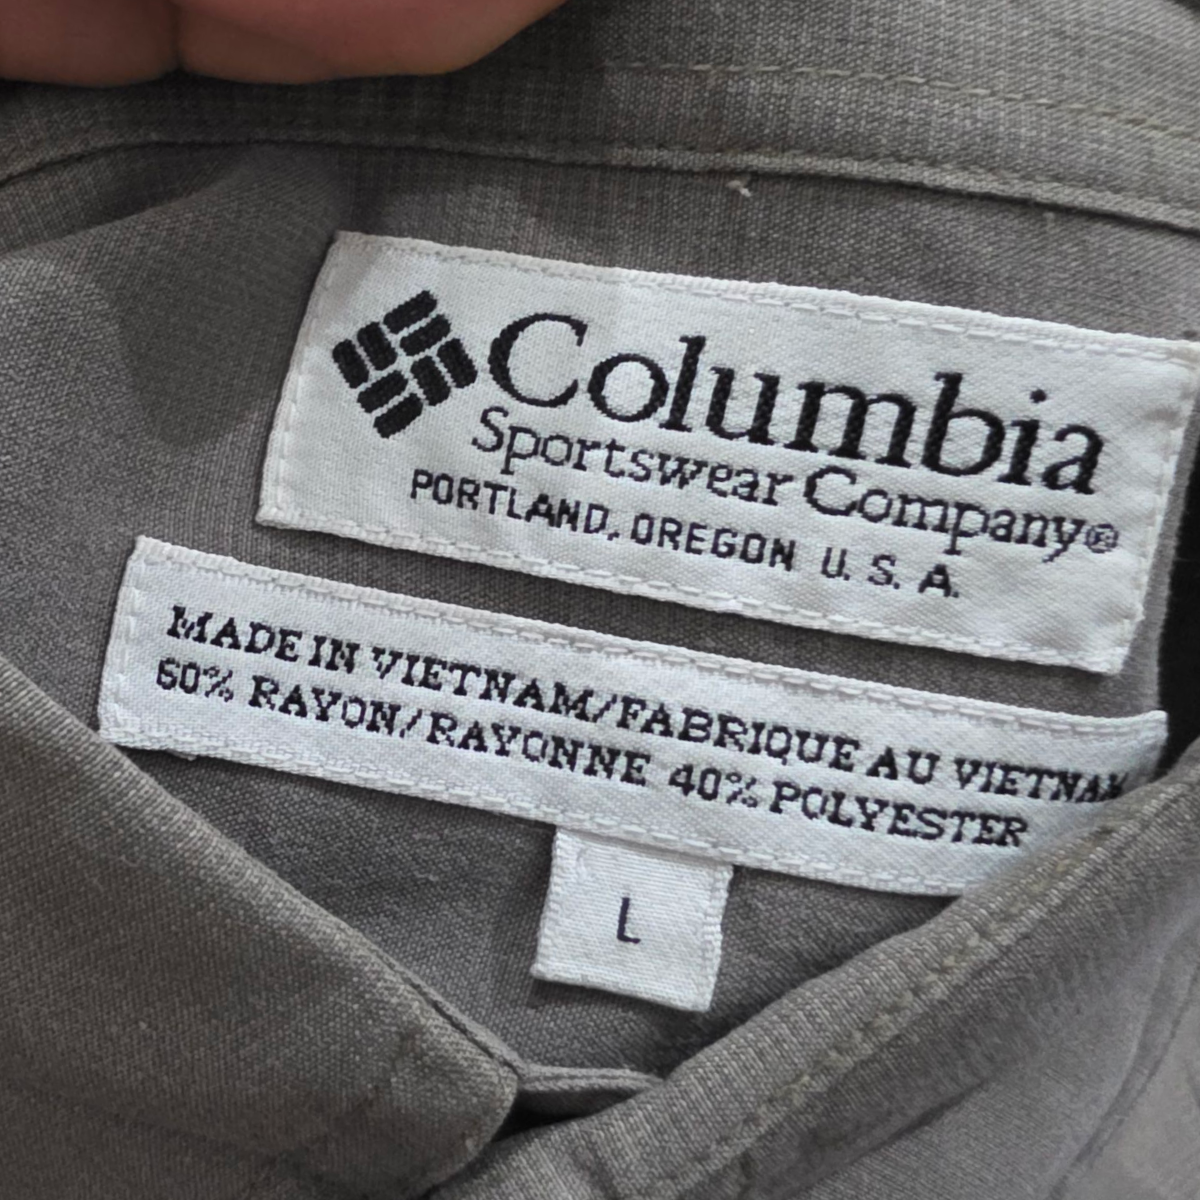 Columbia
Sportswear Company®
PORTLAND, OREGON U. S. A.
MADE IN VIETNAM/FABRIQUE AU VIETNAM
60% RAYON/RAYONNE 40% POLYESTER
L